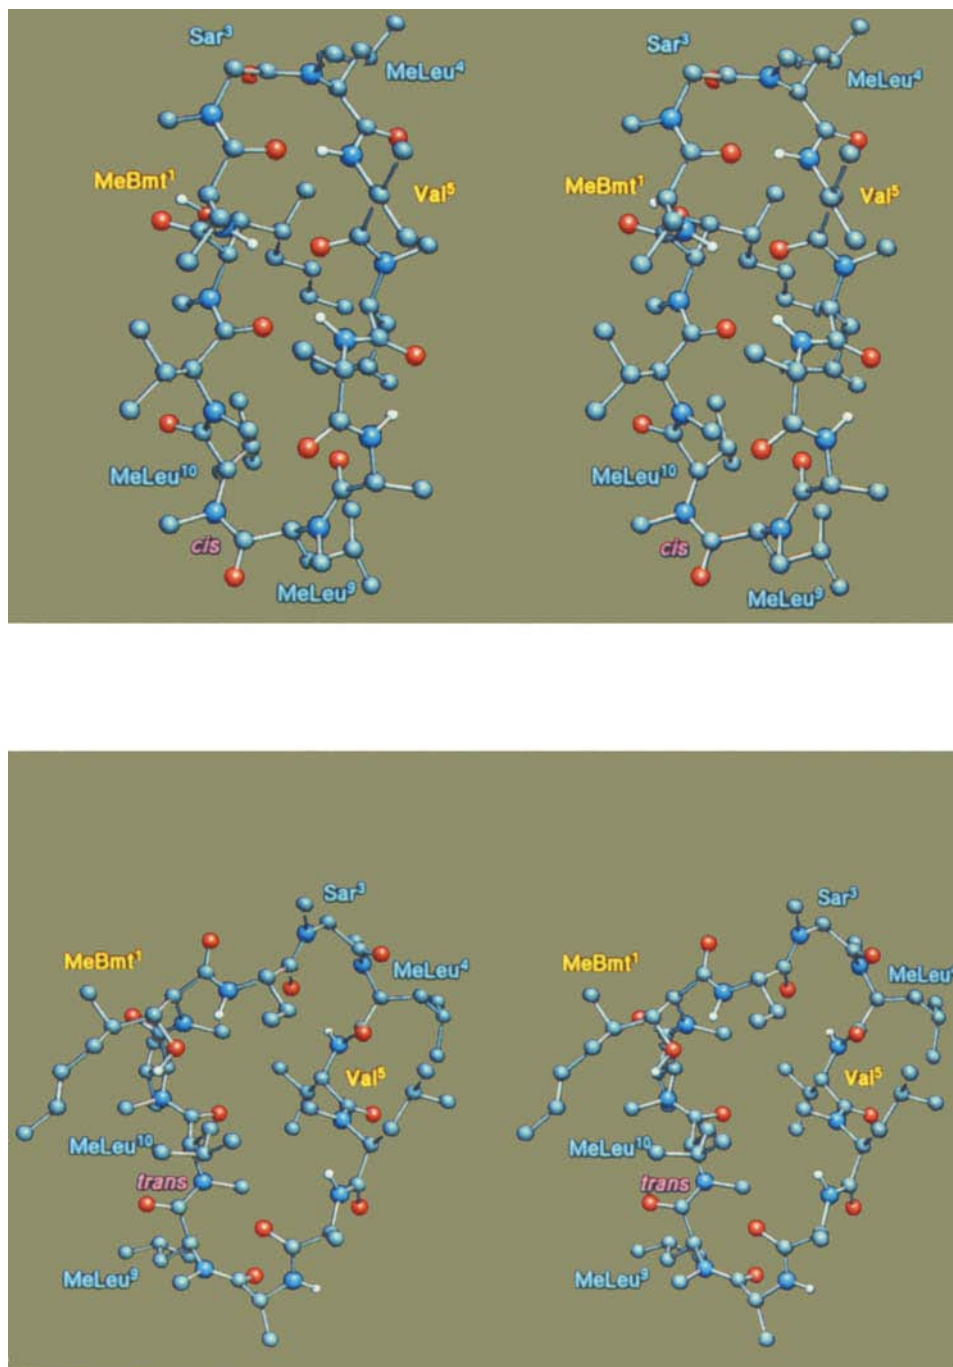 Sar³ Sar³
MeLeu⁴ MeLeu⁴
MeBmt¹ Val⁵ MeBmt¹ Val⁵
MeLeu¹⁰ MeLeu¹⁰
cis cis
MeLeu⁹ MeLeu⁹
Sar³ Sar³
MeBmt¹ MeLeu⁴ MeBmt¹ MeLeu
Val⁵ Val⁵
MeLeu¹⁰ MeLeu¹⁰
trans trans
MeLeu⁹ MeLeu⁹